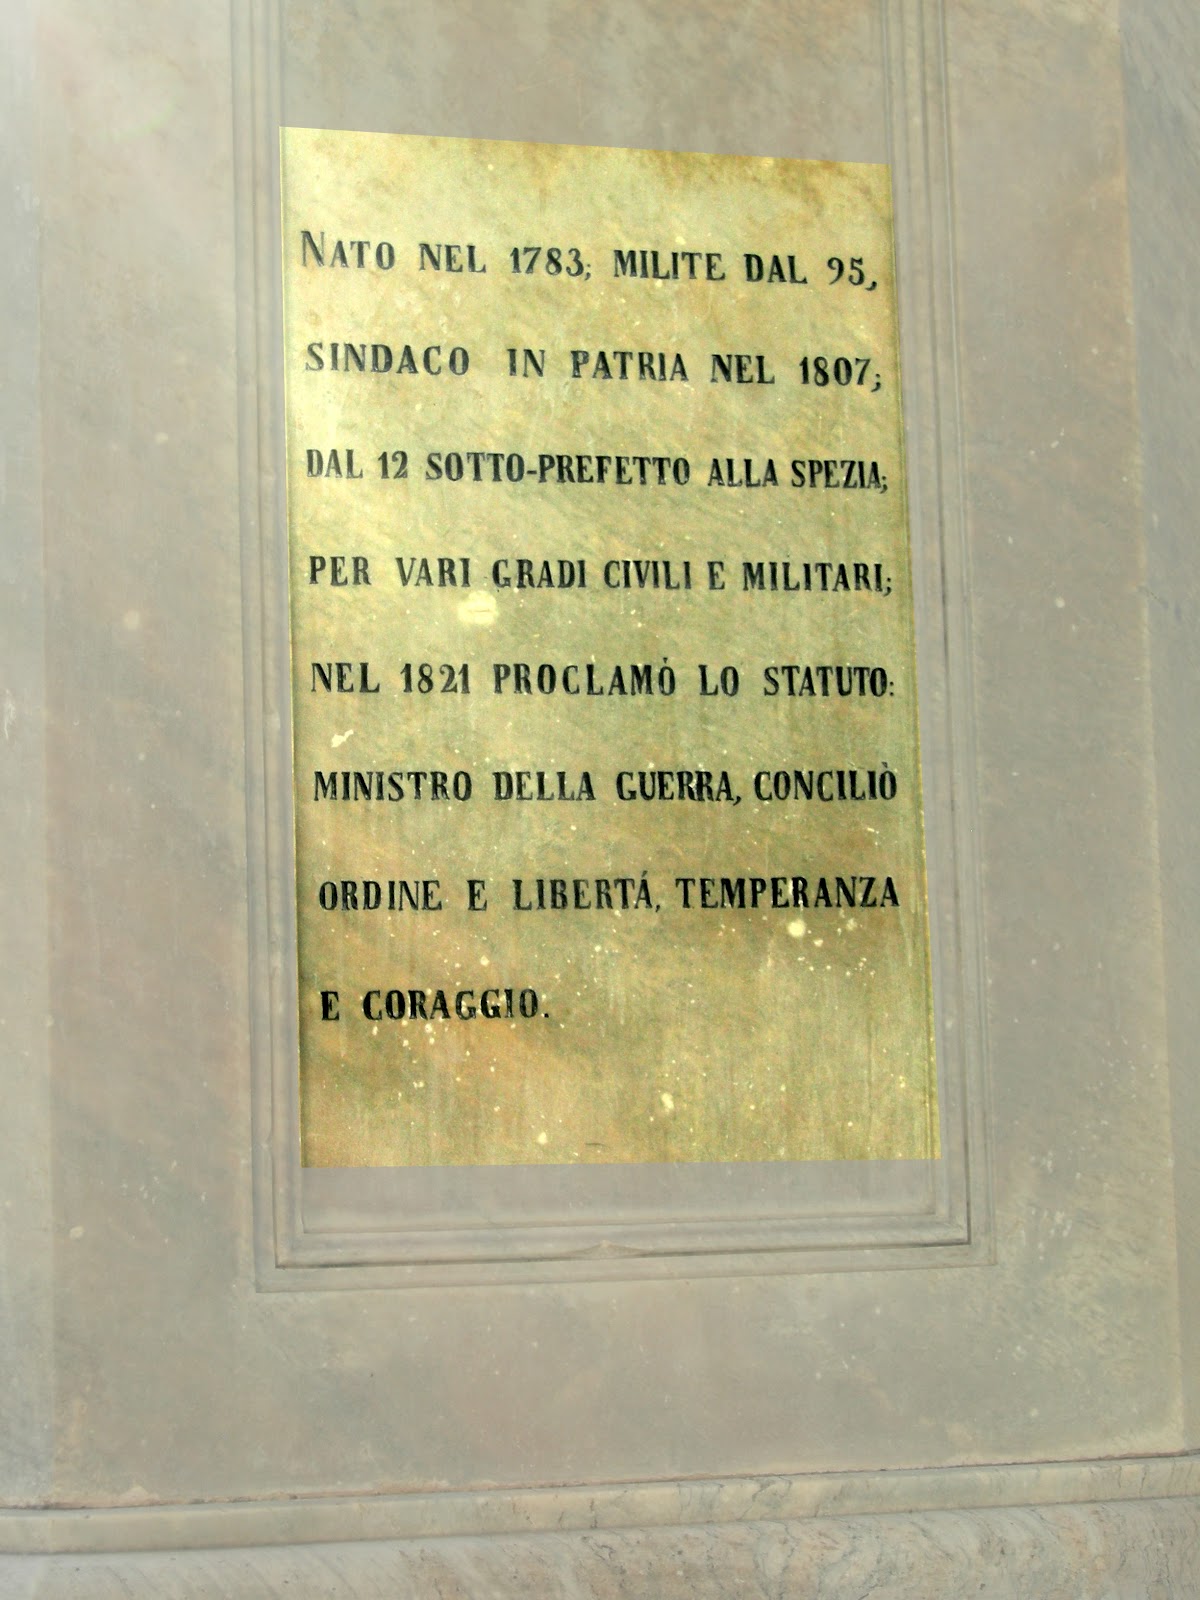 NATO NEL 1783; MILITE DAL 95,
SINDACO IN PATRIA NEL 1807;
DAL 12 SOTTO-PREFETTO ALLA SPEZIA;
PER VARI GRADI CIVILI E MILITARI;
NEL 1821 PROCLAMÒ LO STATUTO:
MINISTRO DELLA GUERRA, CONCILIÒ
ORDINE E LIBERTÁ, TEMPERANZA
E CORAGGIO.